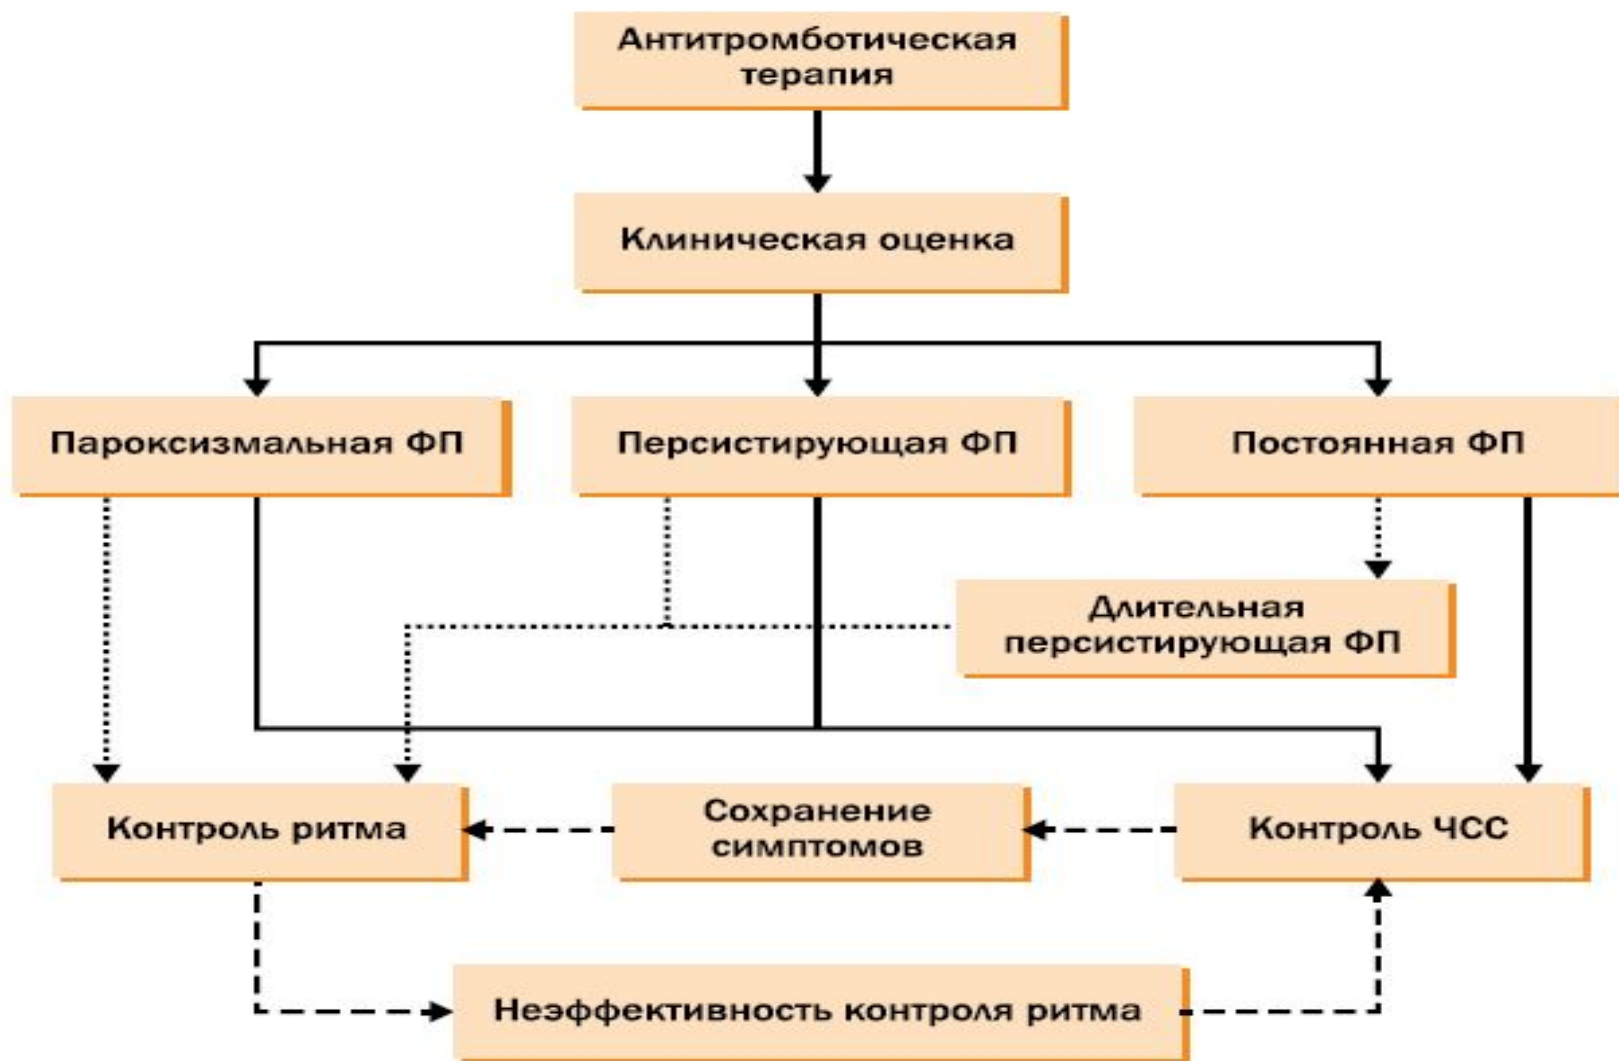 Антитромботическая
терапия
Клиническая оценка
Пароксизмальная ФП
Персистирующая ФП
Постоянная ФП
Длительная
персистирующая ФП
Контроль ритма
Сохранение
симптомов
Контроль ЧСС
Неэффективность контроля ритма